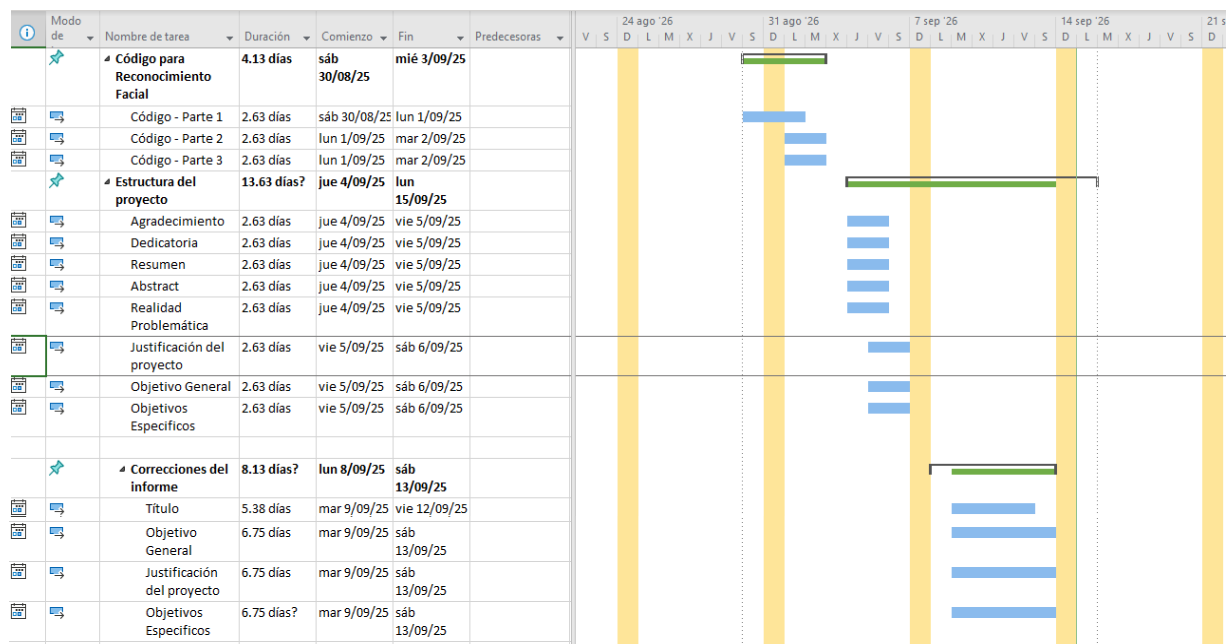 Modo de
Nombre de tarea
Duración
Comienzo
Fin
Predecesoras
24 ago '26
31 ago '26
7 sep '26
14 sep '26
21 s
V S D L M X J V S D L M X J V S D L M X J V S D L M X J V S D
Código para Reconocimiento Facial 4.13 días sáb 30/08/25 mié 3/09/25
Código - Parte 1 2.63 días sáb 30/08/25 lun 1/09/25
Código - Parte 2 2.63 días lun 1/09/25 mar 2/09/25
Código - Parte 3 2.63 días lun 1/09/25 mar 2/09/25
Estructura del proyecto 13.63 días? jue 4/09/25 lun 15/09/25
Agradecimiento 2.63 días jue 4/09/25 vie 5/09/25
Dedicatoria 2.63 días jue 4/09/25 vie 5/09/25
Resumen 2.63 días jue 4/09/25 vie 5/09/25
Abstract 2.63 días jue 4/09/25 vie 5/09/25
Realidad Problemática 2.63 días jue 4/09/25 vie 5/09/25
Justificación del proyecto 2.63 días vie 5/09/25 sáb 6/09/25
Objetivo General 2.63 días vie 5/09/25 sáb 6/09/25
Objetivos Especificos 2.63 días vie 5/09/25 sáb 6/09/25
Correcciones del informe 8.13 días? lun 8/09/25 sáb 13/09/25
Título 5.38 días mar 9/09/25 vie 12/09/25
Objetivo General 6.75 días mar 9/09/25 sáb 13/09/25
Justificación del proyecto 6.75 días mar 9/09/25 sáb 13/09/25
Objetivos Especificos 6.75 días? mar 9/09/25 sáb 13/09/25